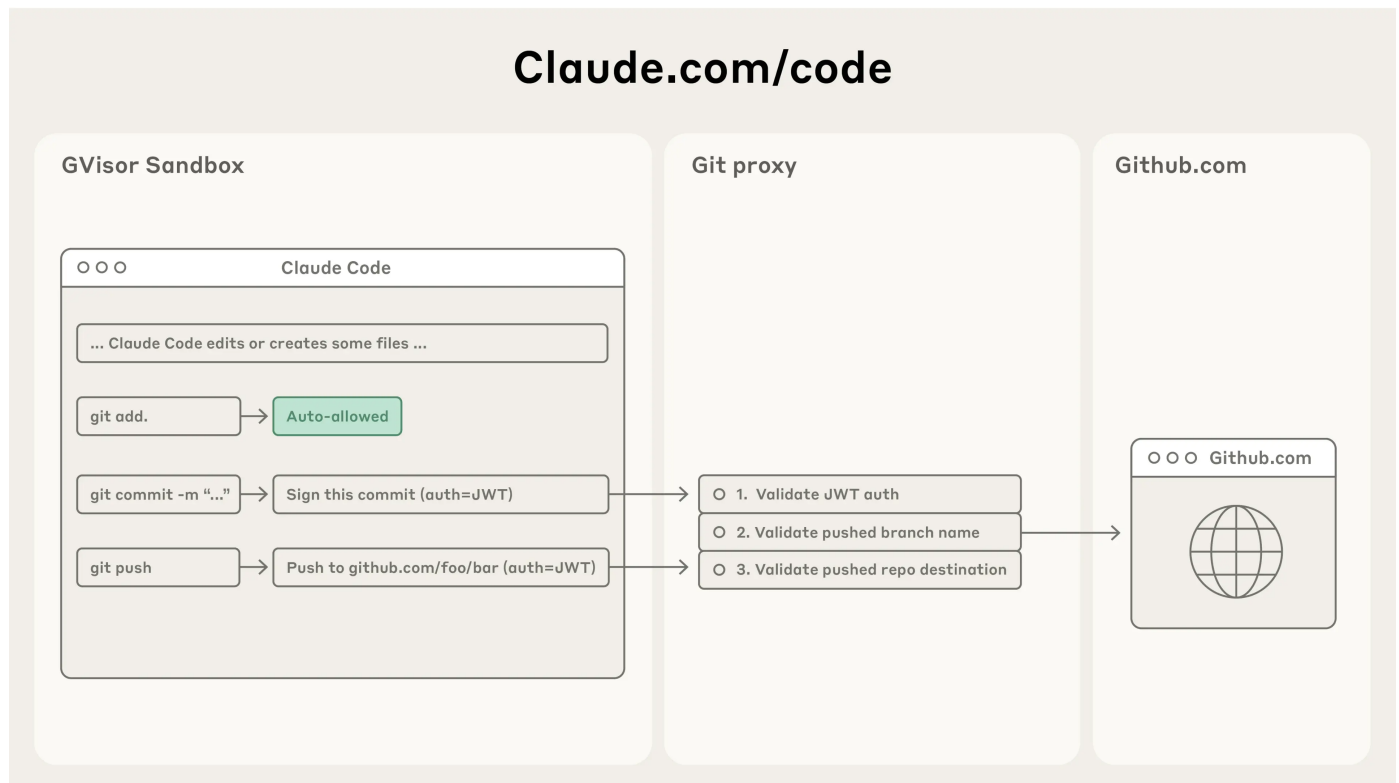 Claude.com/code
GVisor Sandbox
Claude Code
... Claude Code edits or creates some files ...
git add.
Auto-allowed
git commit -m “...”
Sign this commit (auth=JWT)
git push
Push to github.com/foo/bar (auth=JWT)
Git proxy
1. Validate JWT auth
2. Validate pushed branch name
3. Validate pushed repo destination
Github.com
Github.com